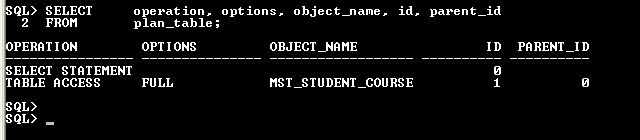 SQL> SELECT operation, options, object_name, id, parent_id
2 FROM plan_table;
OPERATION OPTIONS OBJECT_NAME ID PARENT_ID
SELECT STATEMENT 0
TABLE ACCESS FULL MST_STUDENT_COURSE 1 0
SQL>
SQL> _